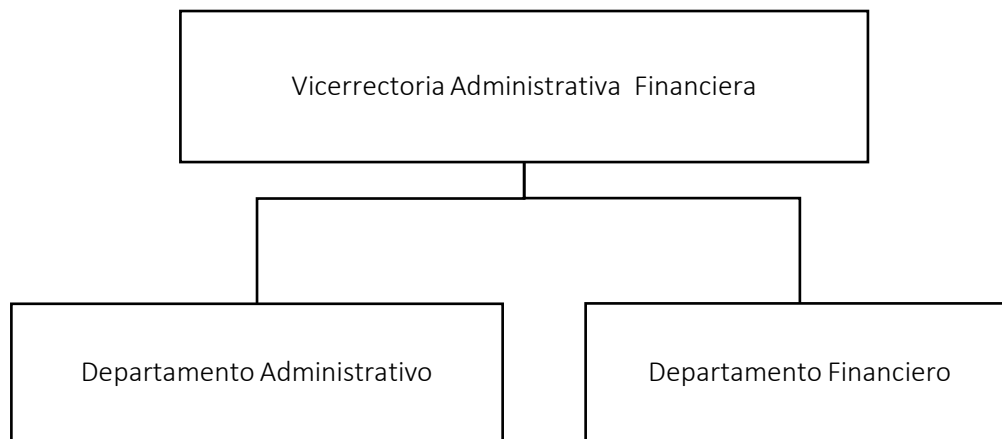 Vicerrectoria Administrativa  Financiera
Departamento Administrativo
Departamento Financiero